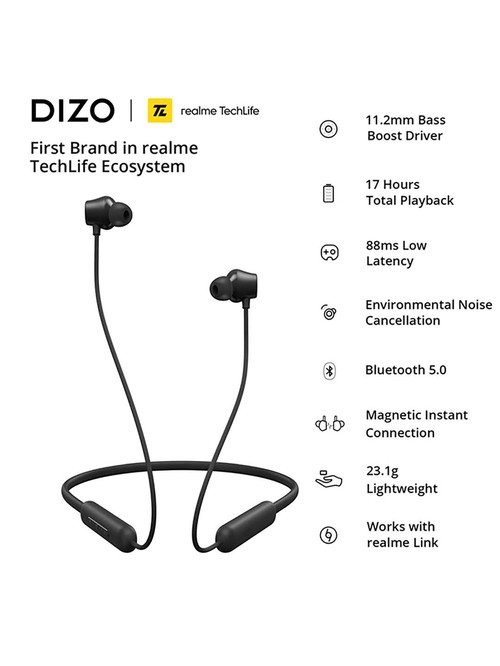 DIZO | TL realme TechLife
First Brand in realme
TechLife Ecosystem
11.2mm Bass
Boost Driver
17 Hours
Total Playback
88ms Low
Latency
Environmental Noise
Cancellation
Bluetooth 5.0
Magnetic Instant
Connection
23.1g
Lightweight
Works with
realme Link